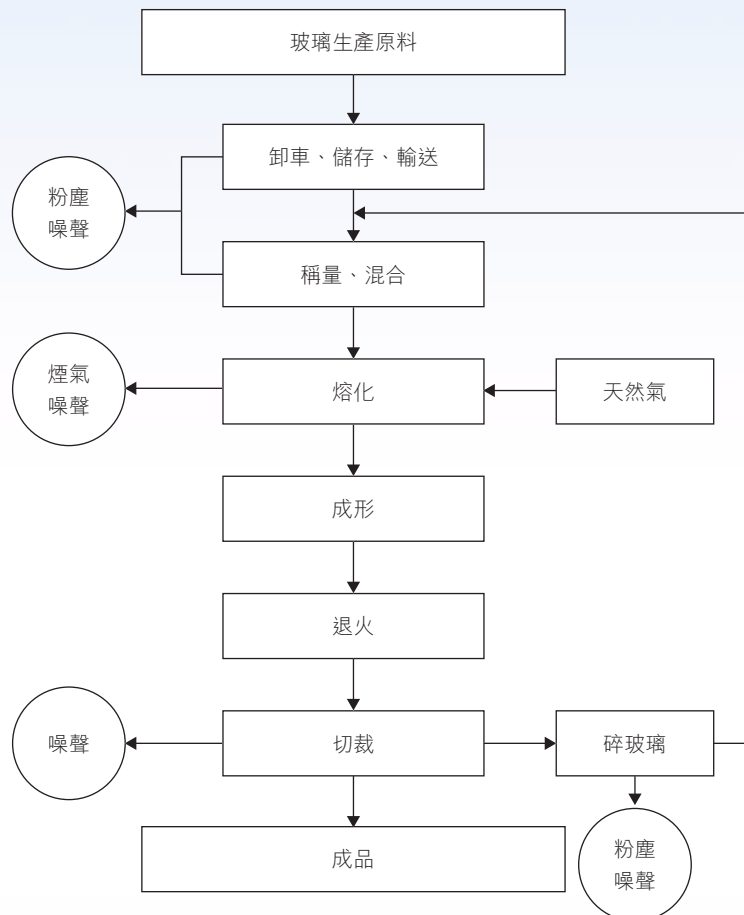 玻璃生產原料
卸車、儲存、輸送
粉塵
噪聲
稱量、混合
煙氣
噪聲
熔化
天然氣
成形
退火
噪聲
切裁
碎玻璃
成品
粉塵
噪聲